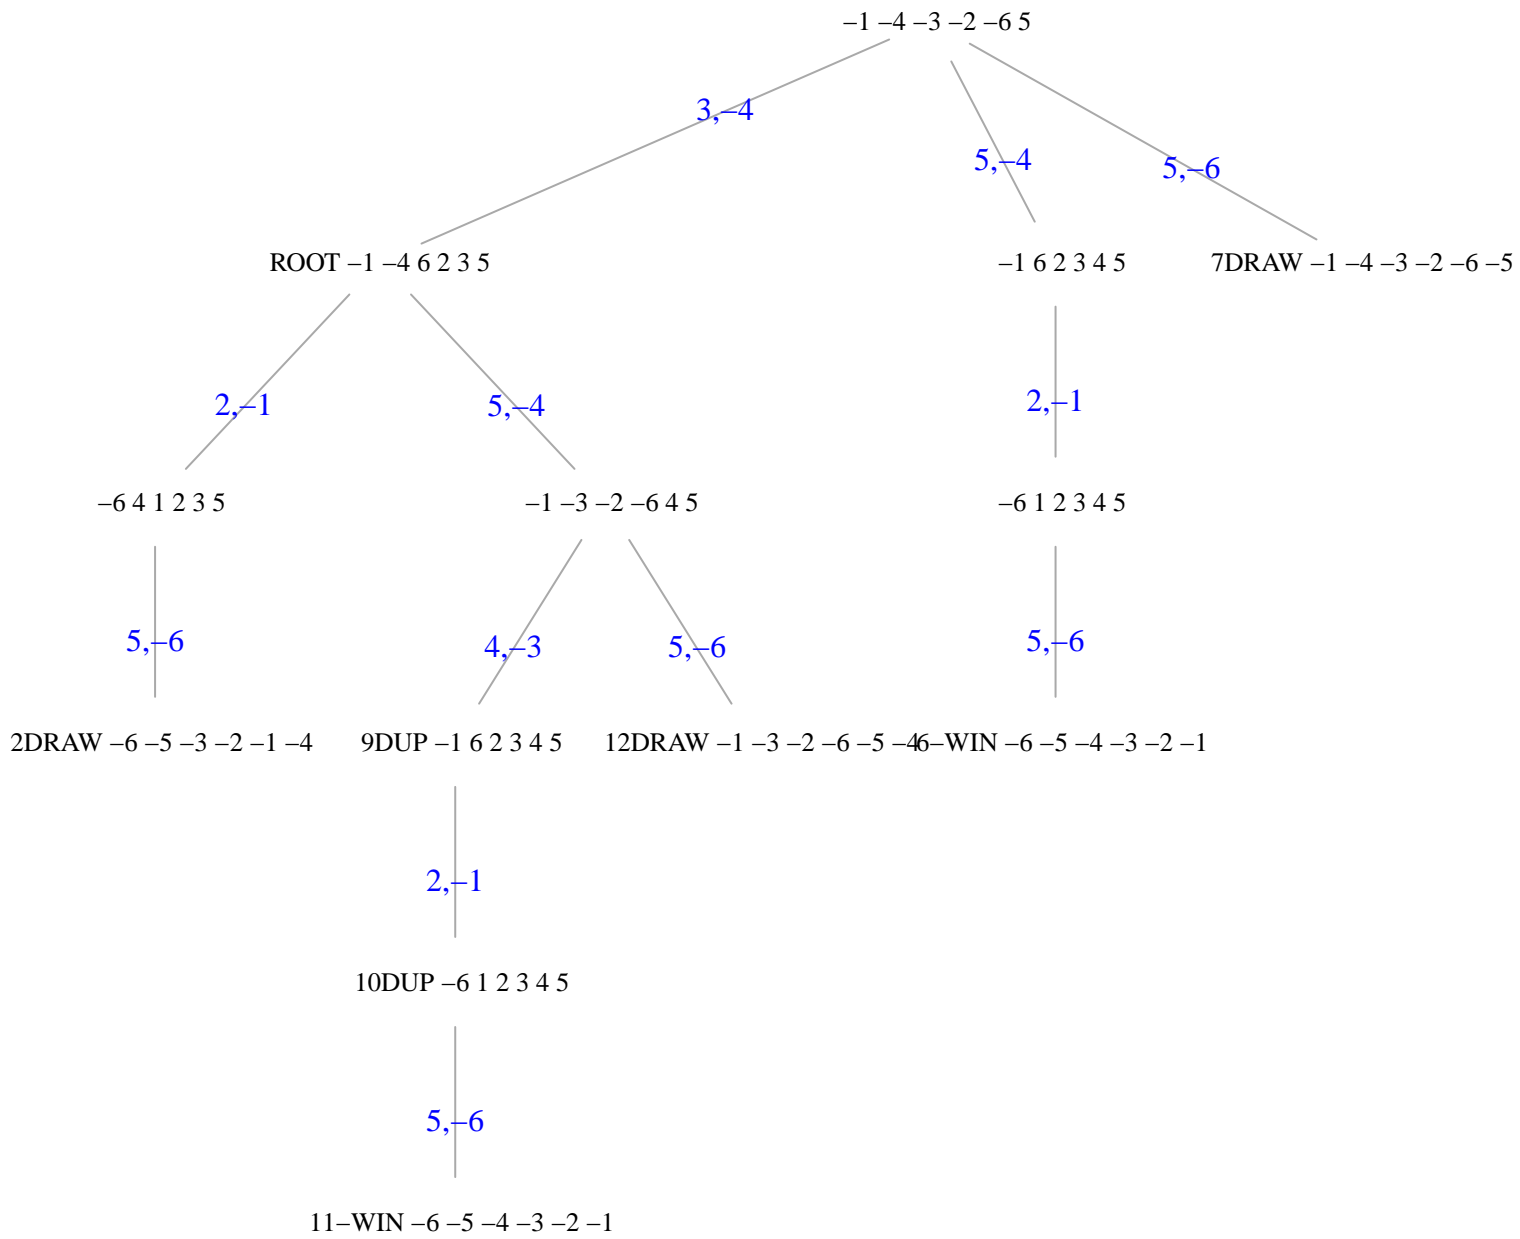 –1 –4 –3 –2 –6 5
3,–4
5,–4
5,–6
ROOT –1 –4 6 2 3 5
–1 6 2 3 4 5
7DRAW –1 –4 –3 –2 –6 –5
2,–1
5,–4
2,–1
–6 4 1 2 3 5
–1 –3 –2 –6 4 5
–6 1 2 3 4 5
5,–6
4,–3
5,–6
5,–6
2DRAW –6 –5 –3 –2 –1 –4
9DUP –1 6 2 3 4 5
12DRAW –1 –3 –2 –6 –5 –4
6–WIN –6 –5 –4 –3 –2 –1
2,–1
10DUP –6 1 2 3 4 5
5,–6
11–WIN –6 –5 –4 –3 –2 –1